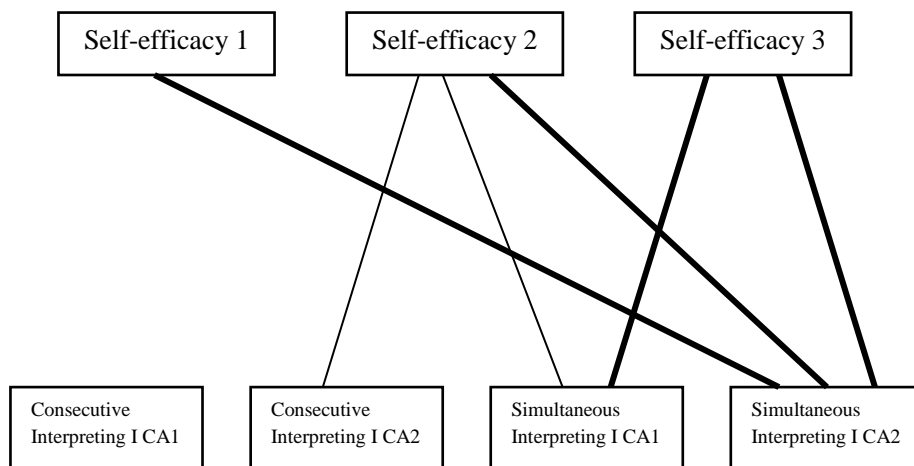 Self-efficacy 1
Self-efficacy 2
Self-efficacy 3
Consecutive
Interpreting I CA1
Consecutive
Interpreting I CA2
Simultaneous
Interpreting I CA1
Simultaneous
Interpreting I CA2